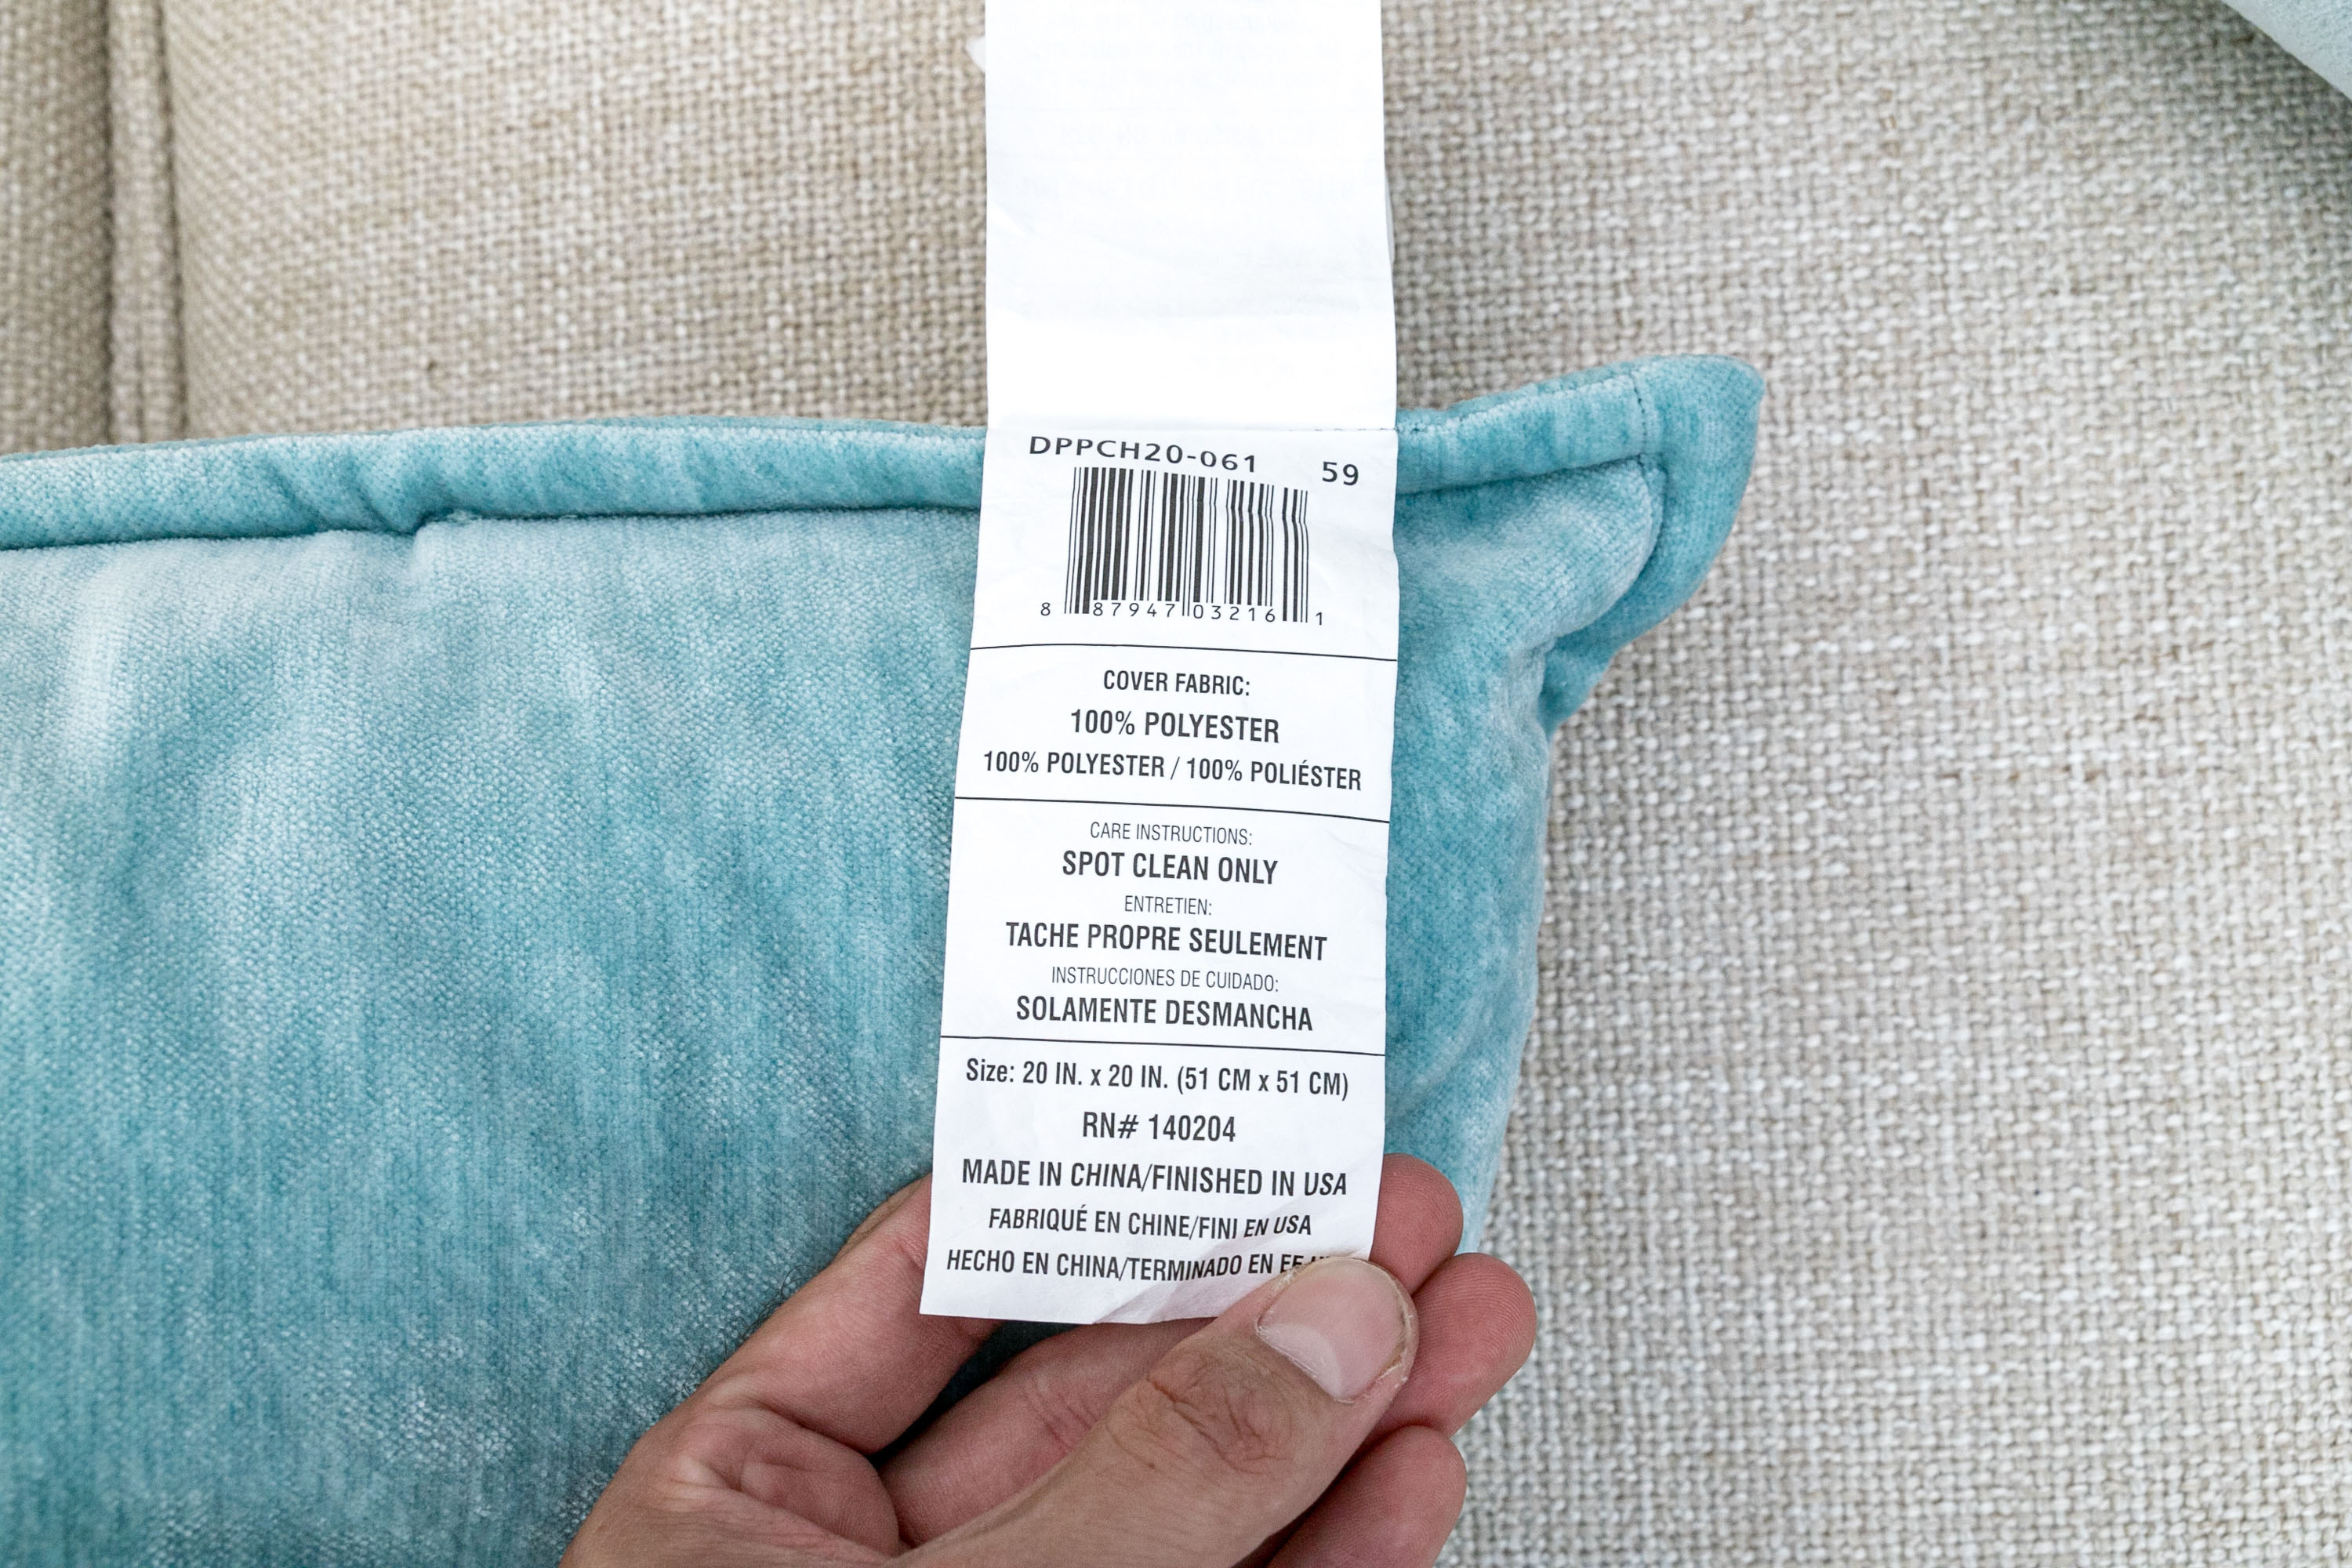 DPPCH20-061 59
8 87947 03216 1
COVER FABRIC:
100% POLYESTER
100% POLYESTER / 100% POLIÉSTER
CARE INSTRUCTIONS:
SPOT CLEAN ONLY
ENTRETIEN:
TACHE PROPRE SEULEMENT
INSTRUCCIONES DE CUIDADO:
SOLAMENTE DESMANCHA
Size: 20 IN. x 20 IN. (51 CM x 51 CM)
RN# 140204
MADE IN CHINA/FINISHED IN USA
FABRIQUÉ EN CHINE/FINI EN USA
HECHO EN CHINA/TERMINADO EN